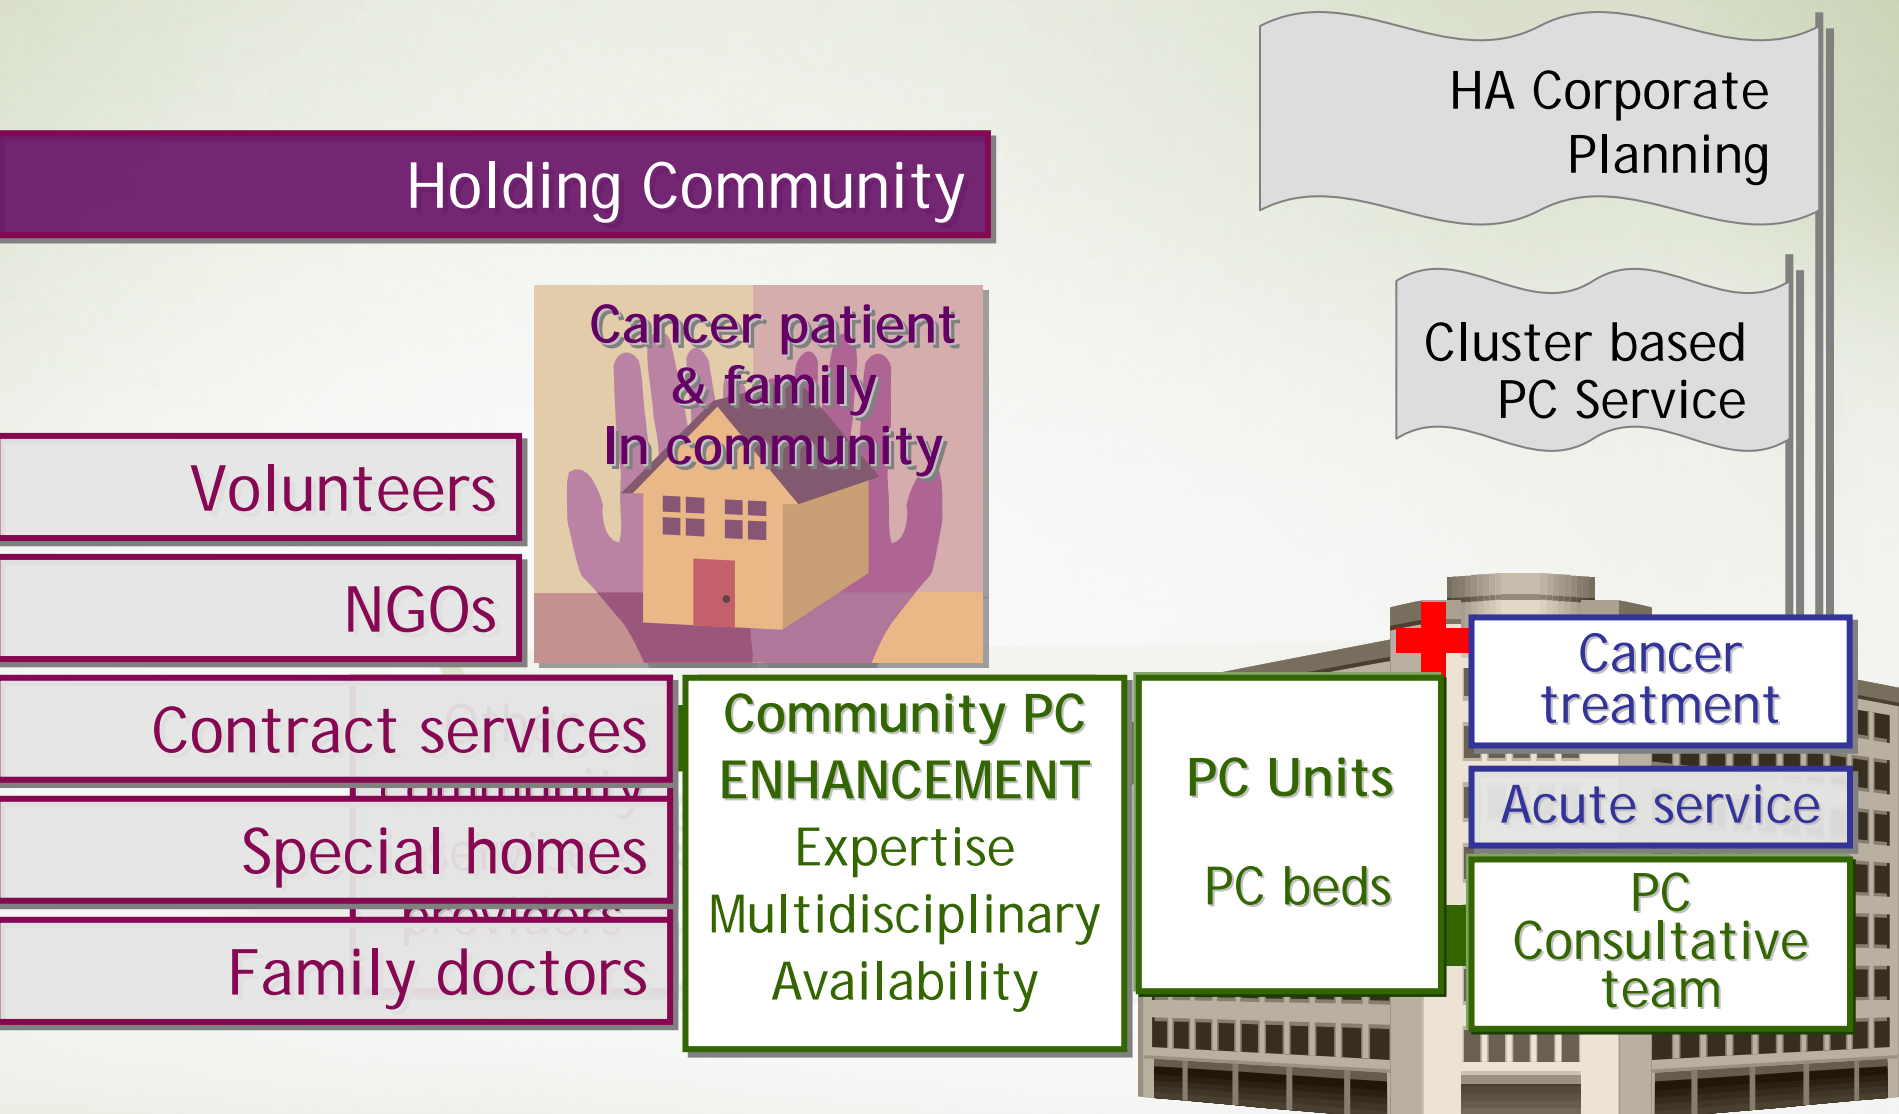 HA Corporate
Planning
Holding Community
Cluster based
PC Service
Cancer patient
& family
In community
Volunteers
NGOs
Contract services
Special homes
Family doctors
community
providers
Community PC
ENHANCEMENT
Expertise
Multidisciplinary
Availability
PC Units
PC beds
Cancer
treatment
Acute service
PC
Consultative
team